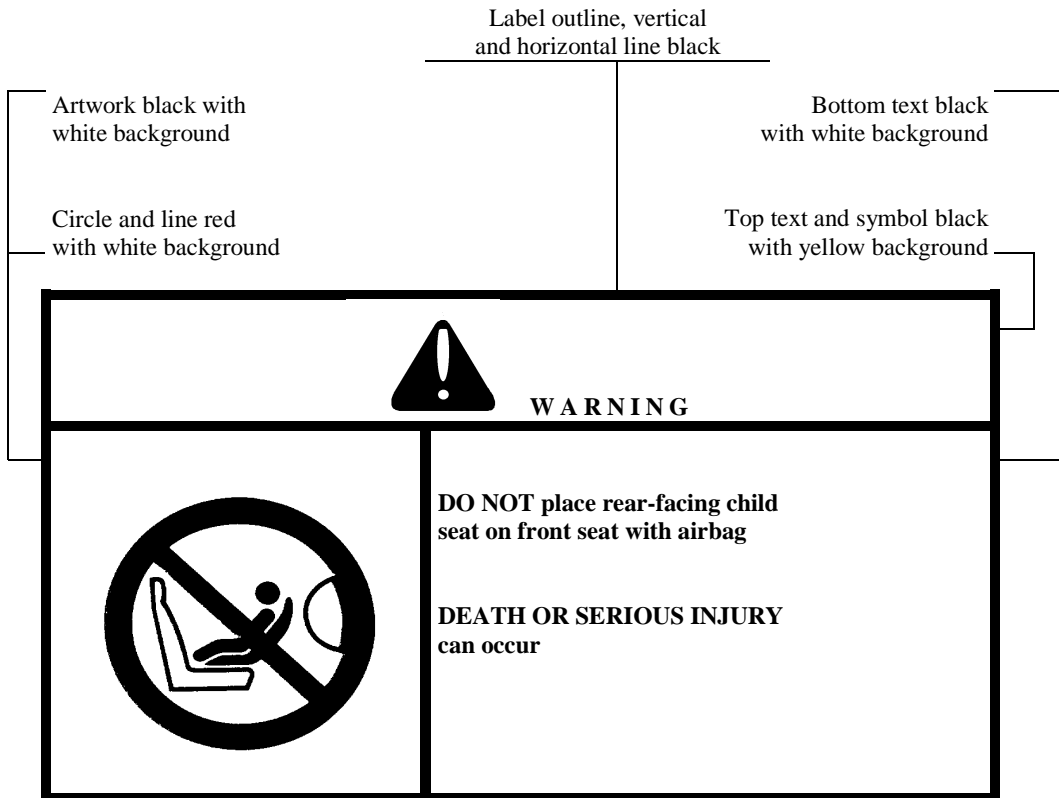 Label outline, vertical
and horizontal line black
Artwork black with
white background
Bottom text black
with white background
Circle and line red
with white background
Top text and symbol black
with yellow background
WARNING
DO NOT place rear-facing child
seat on front seat with airbag
DEATH OR SERIOUS INJURY
can occur